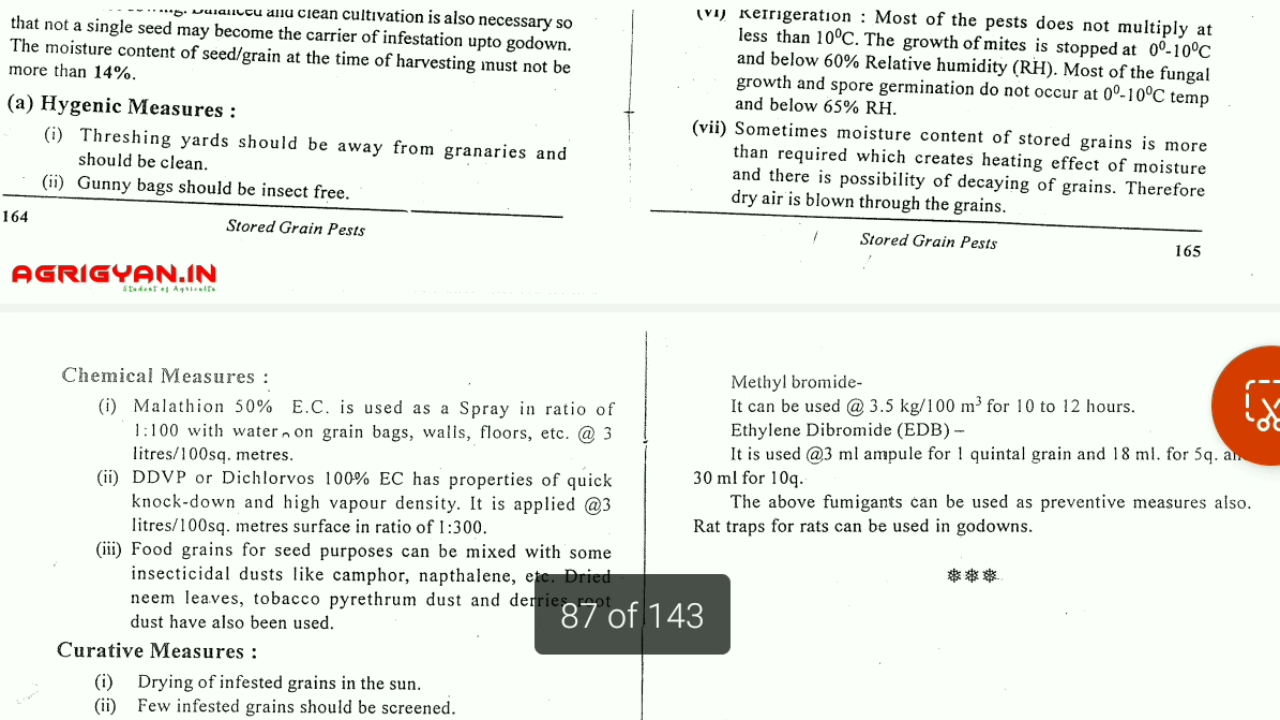 Balanced and clean cultivation is also necessary so
that not a single seed may become the carrier of infestation upto godown.
The moisture content of seed/grain at the time of harvesting must not be
more than 14%.
(a) Hygenic Measures :
(i) Threshing yards should be away from granaries and
should be clean.
(ii) Gunny bags should be insect free.
164
Stored Grain Pests
(vi) Refrigeration : Most of the pests does not multiply at
less than 10⁰C. The growth of mites is stopped at 0⁰-10⁰C
and below 60% Relative humidity (RH). Most of the fungal
growth and spore germination do not occur at 0⁰-10⁰C temp
and below 65% RH.
(vii) Sometimes moisture content of stored grains is more
than required which creates heating effect of moisture
and there is possibility of decaying of grains. Therefore
dry air is blown through the grains.
Stored Grain Pests
165
AGRIGYAN.IN
Student of Agricultr
Chemical Measures :
(i) Malathion 50% E.C. is used as a Spray in ratio of
1:100 with water on grain bags, walls, floors, etc. @ 3
litres/100sq. metres.
(ii) DDVP or Dichlorvos 100% EC has properties of quick
knock-down and high vapour density. It is applied @3
litres/100sq. metres surface in ratio of 1:300.
(iii) Food grains for seed purposes can be mixed with some
insecticidal dusts like camphor, napthalene, etc. Dried
neem leaves, tobacco pyrethrum dust and derries root
dust have also been used.
Curative Measures :
(i) Drying of infested grains in the sun.
(ii) Few infested grains should be screened.
Methyl bromide-
It can be used @ 3.5 kg/100 m³ for 10 to 12 hours.
Ethylene Dibromide (EDB) –
It is used @3 ml ampule for 1 quintal grain and 18 ml. for 5q.
30 ml for 10q.
The above fumigants can be used as preventive measures also.
Rat traps for rats can be used in godowns.
***
87 of 143